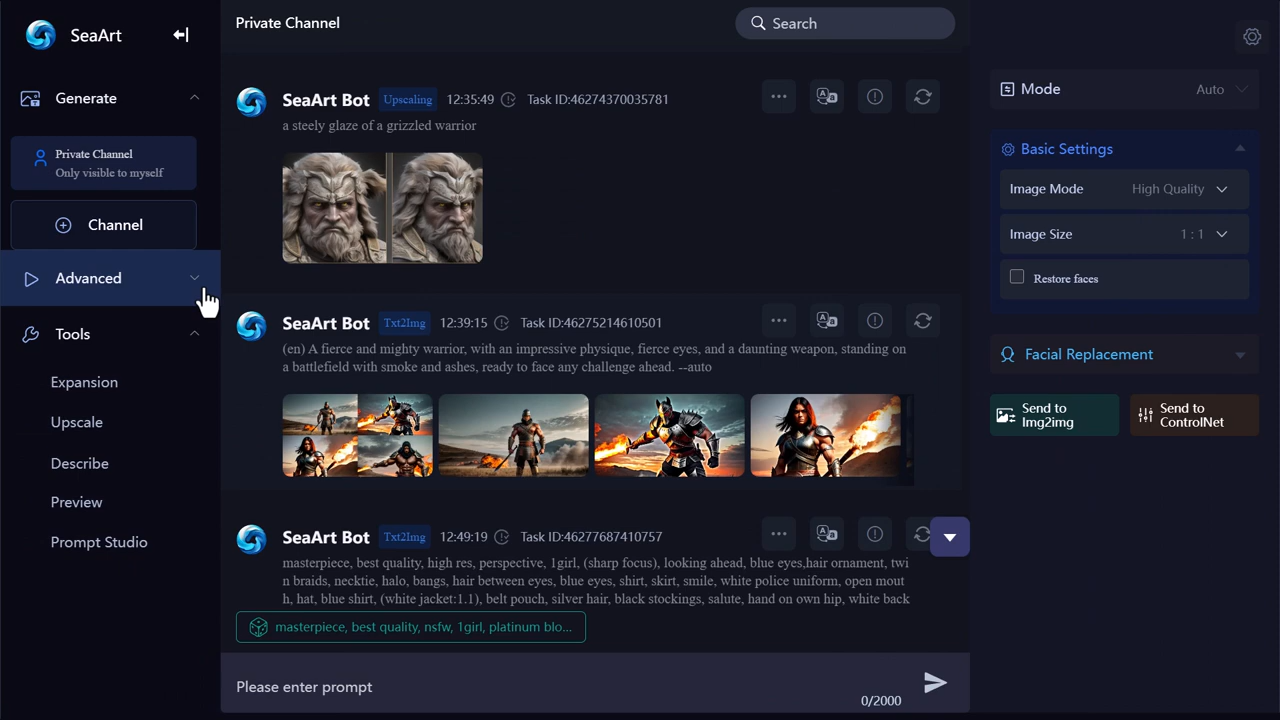 SeaArt
Generate
Private Channel
Only visible to myself
Channel
Advanced
Tools
Expansion
Upscale
Describe
Preview
Prompt Studio
Private Channel
Search
SeaArt Bot Upscaling 12:35:49 Task ID:46274370035781
a steely glaze of a grizzled warrior
SeaArt Bot Txt2Img 12:39:15 Task ID:46275214610501
(en) A fierce and mighty warrior, with an impressive physique, fierce eyes, and a daunting weapon, standing on
a battlefield with smoke and ashes, ready to face any challenge ahead. --auto
SeaArt Bot Txt2Img 12:49:19 Task ID:46277687410757
masterpiece, best quality, high res, perspective, 1girl, (sharp focus), looking ahead, blue eyes,hair ornament, twi
n braids, necktie, halo, bangs, hair between eyes, blue eyes, shirt, skirt, smile, white police uniform, open mout
h, hat, blue shirt, (white jacket:1.1), belt pouch, silver hair, black stockings, salute, hand on own hip, white back
masterpiece, best quality, nsfw, 1girl, platinum blo...
Please enter prompt
0/2000
Mode Auto
Basic Settings
Image Mode High Quality
Image Size 1 : 1
Restore faces
Facial Replacement
Send to
Img2img
Send to
ControlNet